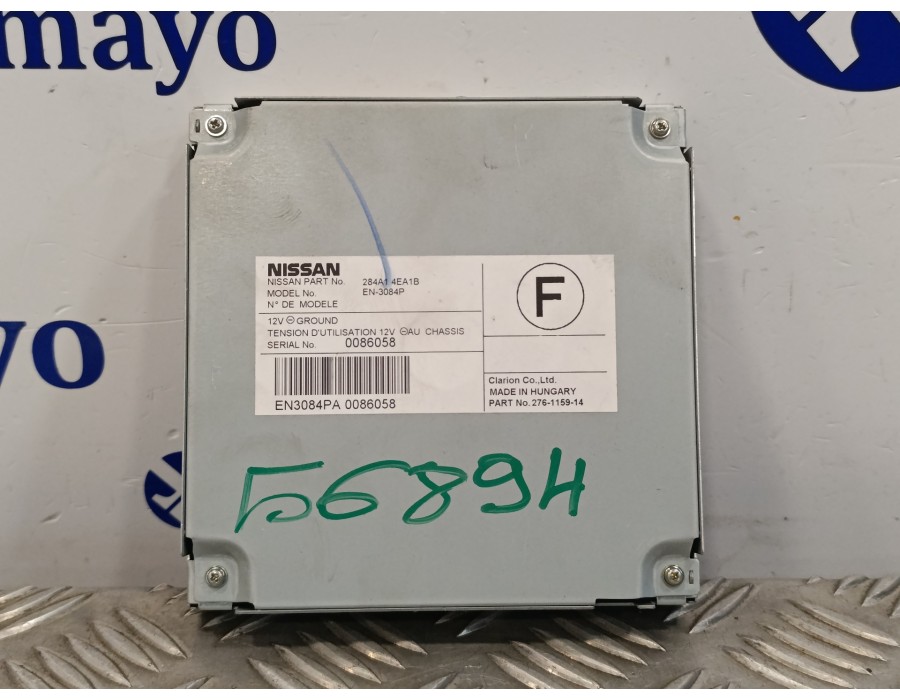 mayo
yo
NISSAN
NISSAN PART No. 284A1 4EA1B
MODEL No. EN-3084P
N° DE MODELE
12V ⊖ GROUND
TENSION D'UTILISATION 12V ⊖AU CHASSIS
SERIAL No. 0086058
EN3084PA 0086058
F
Clarion Co.,Ltd.
MADE IN HUNGARY
PART No. 276-1159-14
Б6894